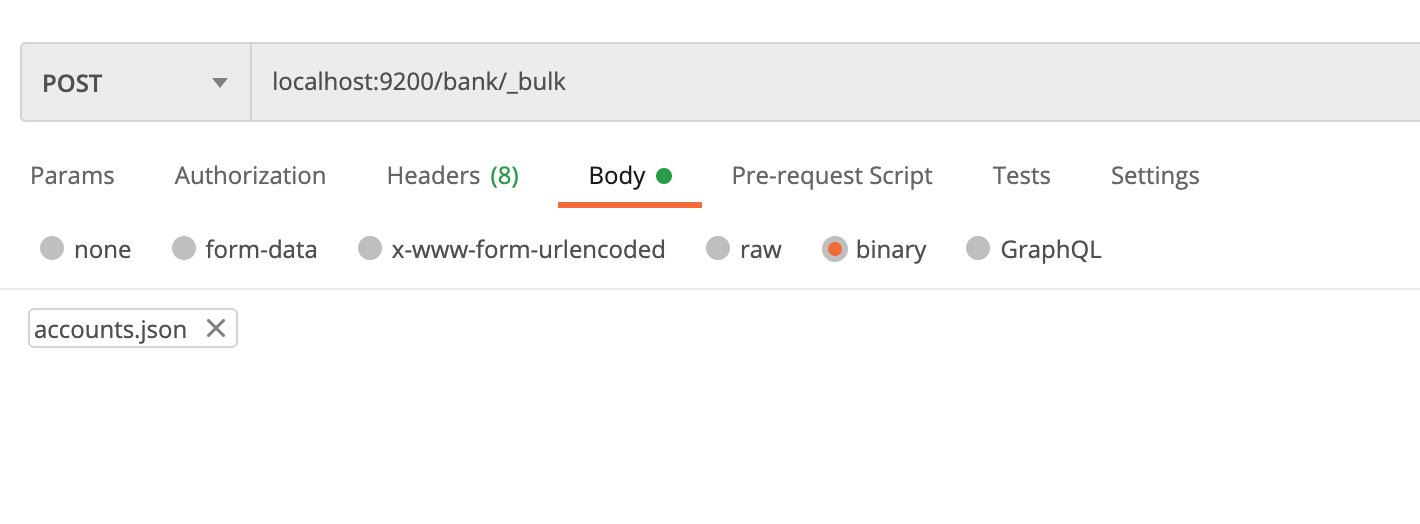 POST localhost:9200/bank/_bulk
Params Authorization Headers (8) Body Pre-request Script Tests Settings
none form-data x-www-form-urlencoded raw binary GraphQL
accounts.json